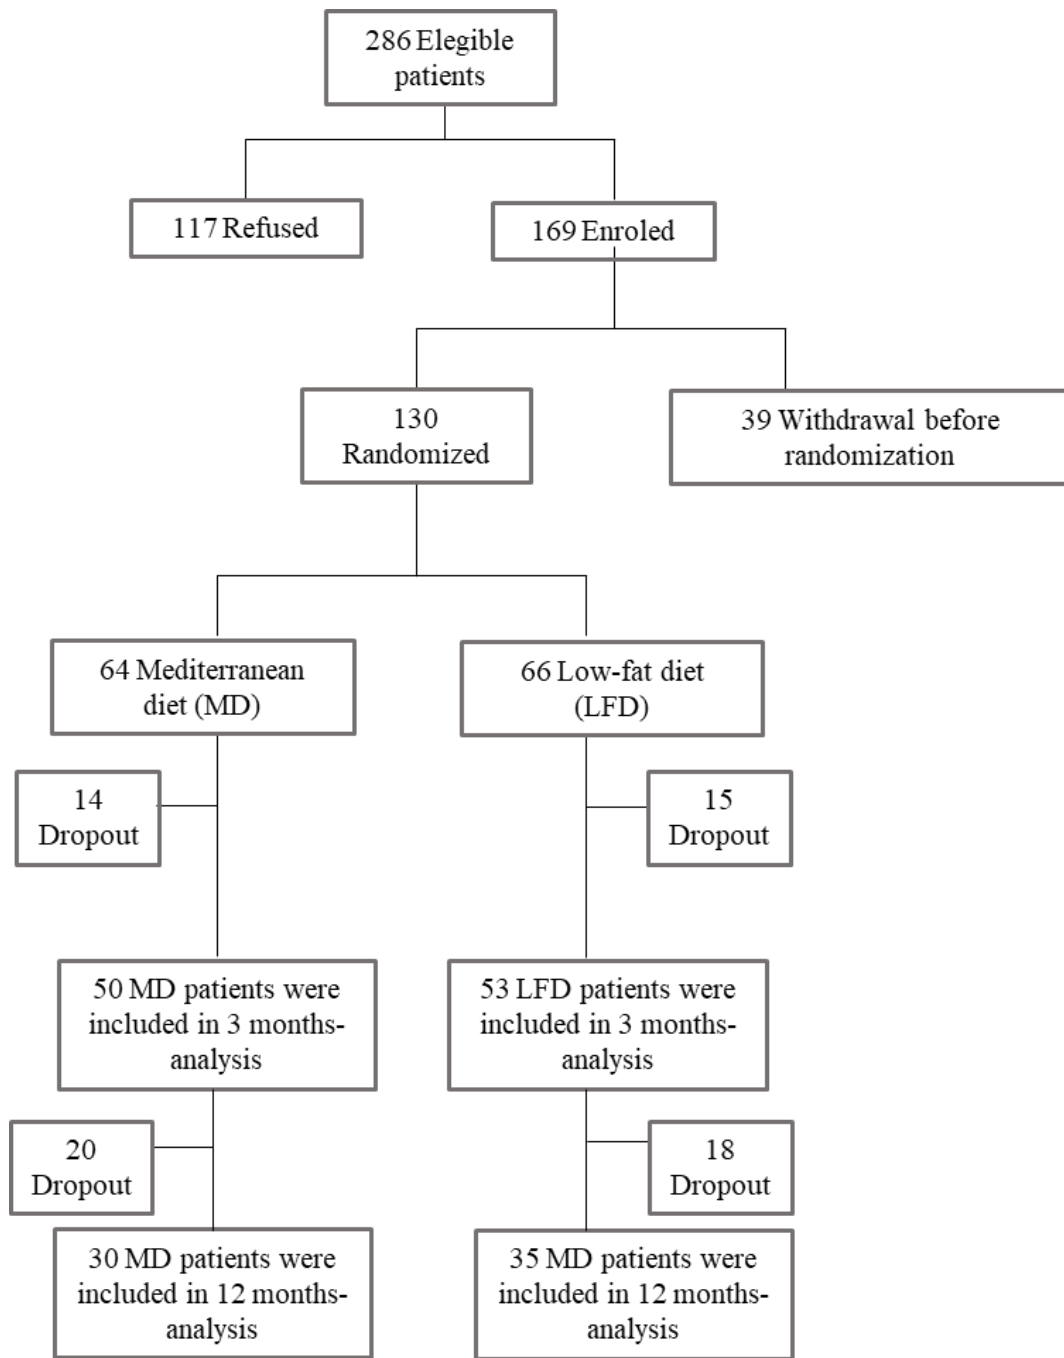 286 Elegible
patients
117 Refused
169 Enroled
130
Randomized
39 Withdrawal before
randomization
64 Mediterranean
diet (MD)
66 Low-fat diet
(LFD)
14
Dropout
15
Dropout
50 MD patients were
included in 3 months-
analysis
53 LFD patients were
included in 3 months-
analysis
20
Dropout
18
Dropout
30 MD patients were
included in 12 months-
analysis
35 MD patients were
included in 12 months-
analysis